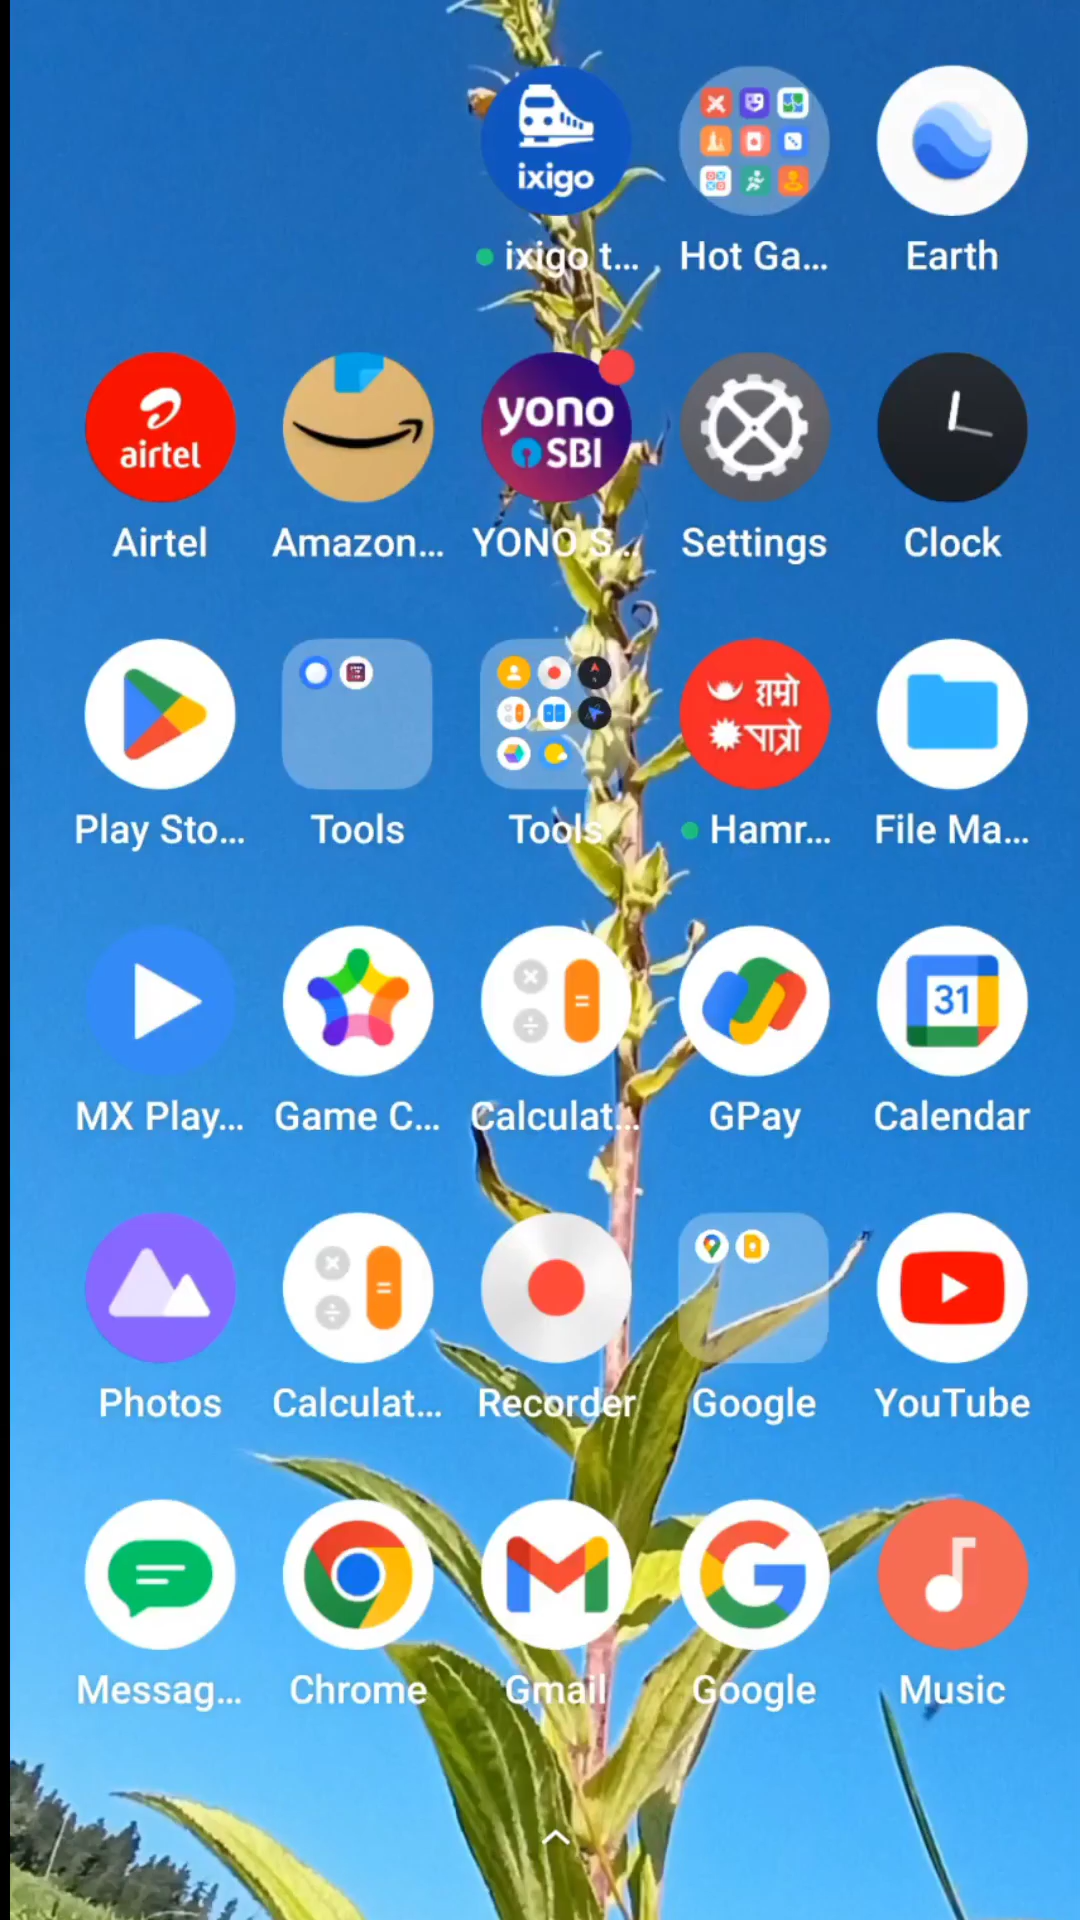 ixigo
ixigo t...
Hot Ga...
Earth
airtel
yono
SBI
Airtel
Amazon...
YONO S...
Settings
Clock
हाम्रो
पात्रो
Play Sto...
Tools
Tools
Hamr...
File Ma...
31
MX Play...
Game C...
Calculat...
GPay
Calendar
Photos
Calculat...
Recorder
Google
YouTube
Messag...
Chrome
Gmail
Google
Music